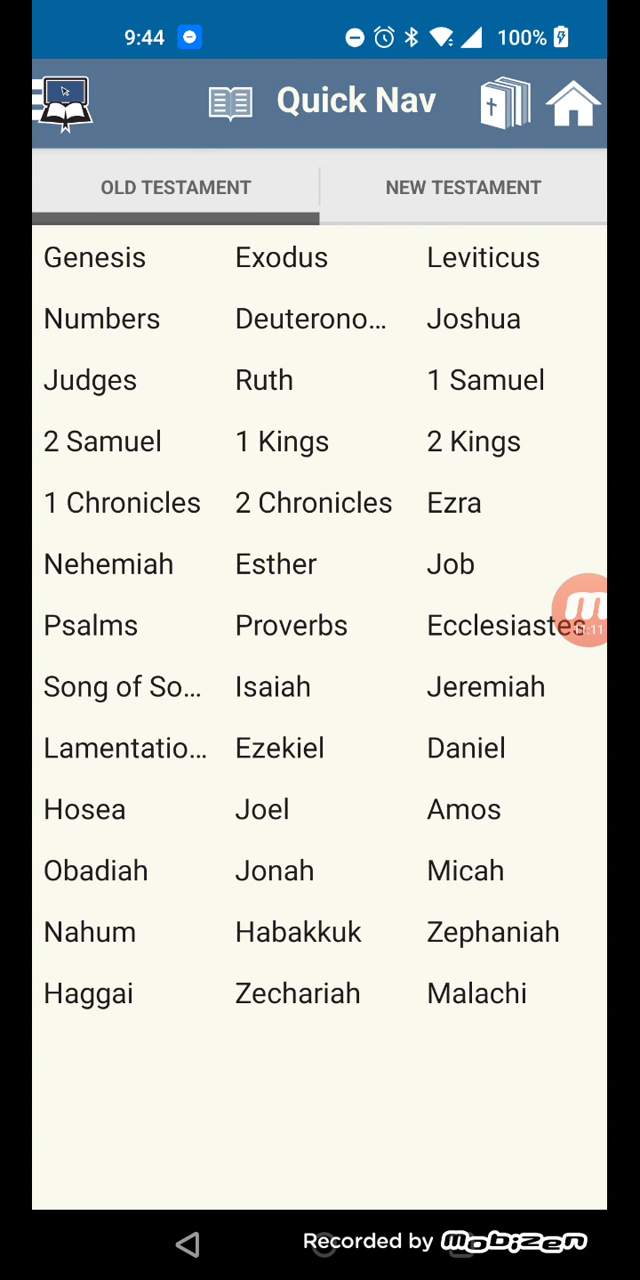 9:44 100%
Quick Nav
OLD TESTAMENT NEW TESTAMENT
Genesis Exodus Leviticus
Numbers Deuterono... Joshua
Judges Ruth 1 Samuel
2 Samuel 1 Kings 2 Kings
1 Chronicles 2 Chronicles Ezra
Nehemiah Esther Job
Psalms Proverbs Ecclesiastes
Song of So... Isaiah Jeremiah
Lamentatio... Ezekiel Daniel
Hosea Joel Amos
Obadiah Jonah Micah
Nahum Habakkuk Zephaniah
Haggai Zechariah Malachi
Recorded by mobizen